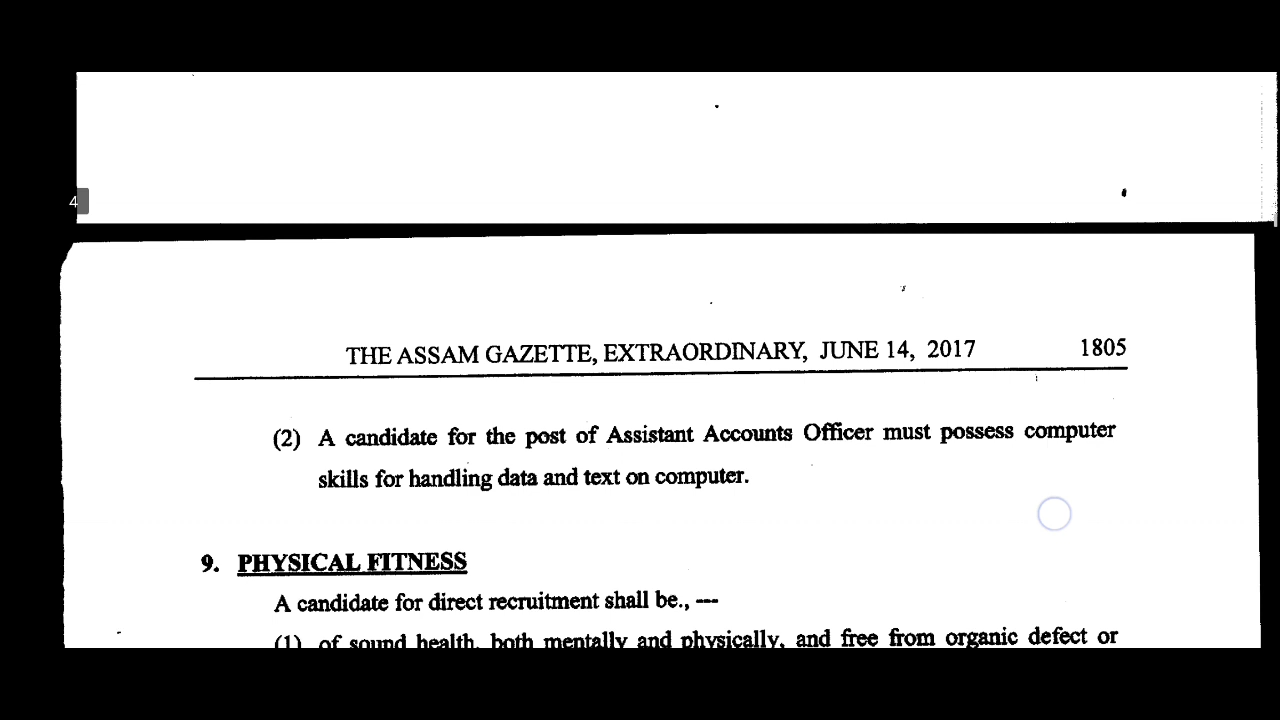 4
THE ASSAM GAZETTE, EXTRAORDINARY, JUNE 14, 2017 1805
(2) A candidate for the post of Assistant Accounts Officer must possess computer
skills for handling data and text on computer.
9. PHYSICAL FITNESS
A candidate for direct recruitment shall be., ---
(1) of sound health, both mentally and physically, and free from organic defect or